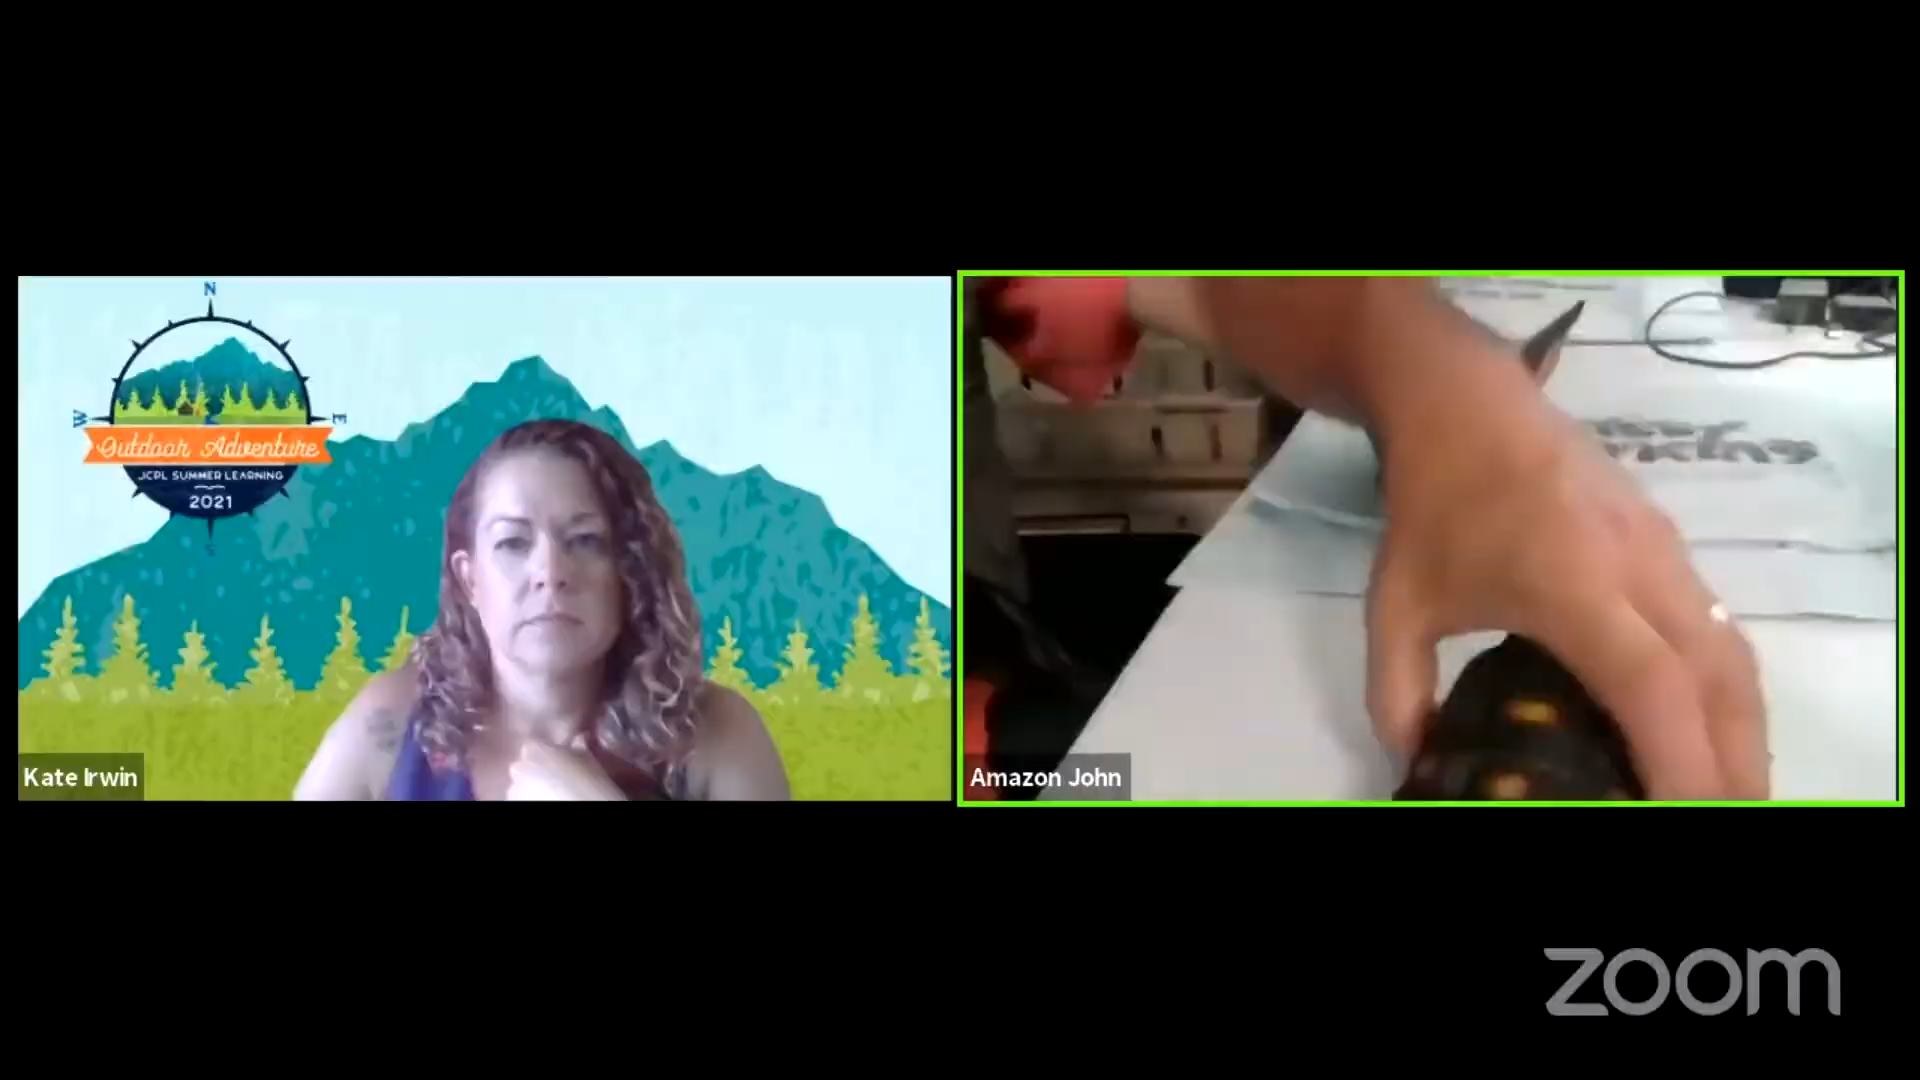 N
W
E
Outdoor Adventure
JCPL SUMMER LEARNING
2021
S
Kate Irwin
Amazon John
zoom